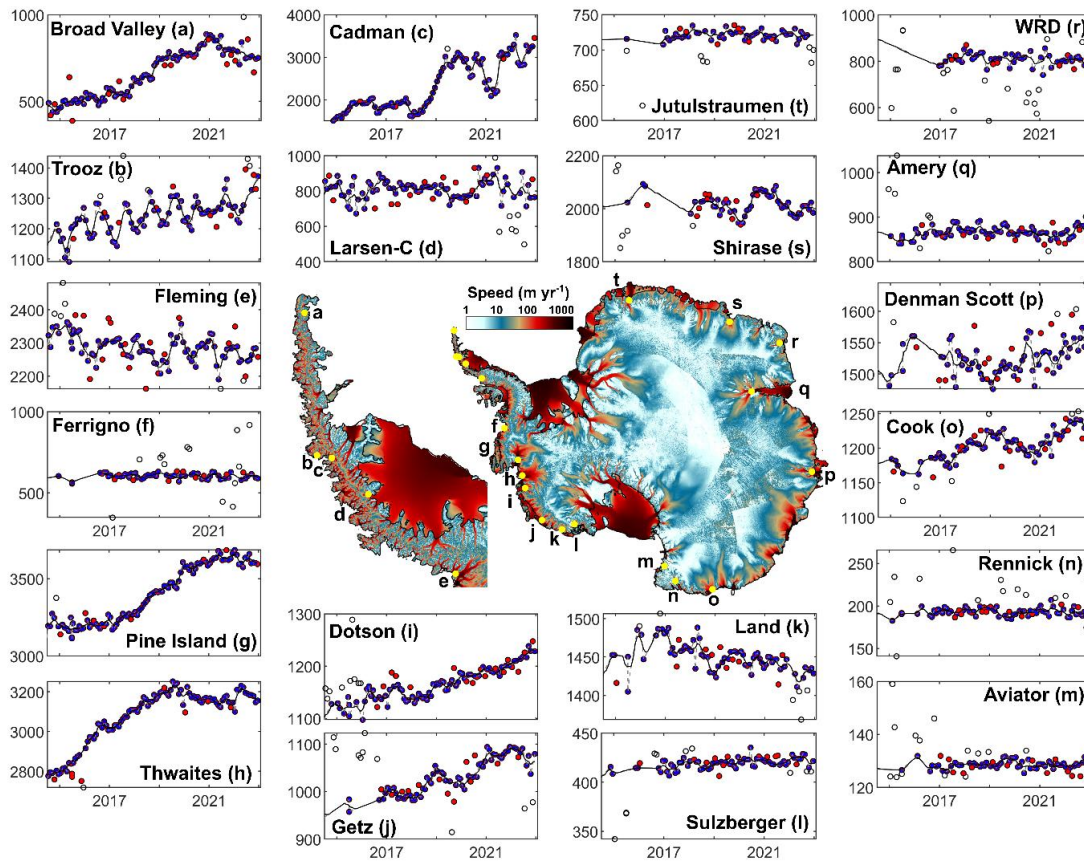 Broad Valley (a)
1000
500
2017
2021
Cadman (c)
4000
3000
2000
2017
2021
Jutulstraumen (t)
750
700
650
600
2017
2021
WRD (r)
1000
800
600
2017
2021
Trooz (b)
1400
1300
1200
1100
Larsen-C (d)
1000
800
600
400
Shirase (s)
2200
2000
1800
Amery (q)
1000
900
800
Fleming (e)
2400
2300
2200
Speed (m yr-1)
1 10 100 1000
Denman Scott (p)
1600
1550
1500
Ferrigno (f)
1000
500
Cook (o)
1250
1200
1150
1100
Pine Island (g)
3500
3000
Rennick (n)
250
200
150
Thwaites (h)
3200
3000
2800
2017
2021
Dotson (i)
1300
1200
1100
Land (k)
1500
1450
1400
Aviator (m)
160
140
120
2017
2021
Getz (j)
1100
1000
900
2017
2021
Sulzberger (l)
450
400
350
2017
2021
a
b
c
d
e
t
s
r
q
p
o
n
m
l
k
j
i
h
g
f